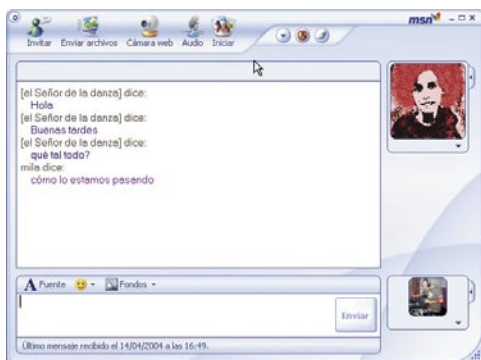 msn
Invitar Enviar archivos Cámara web Audio Iniciar
[el Señor de la danza] dice:
Hola
[el Señor de la danza] dice:
Buenas tardes
[el Señor de la danza] dice:
qué tal todo?
mila dice:
cómo lo estamos pasando
A Fuente Fondos
Enviar
Último mensaje recibido el 14/04/2004 a las 16:49.